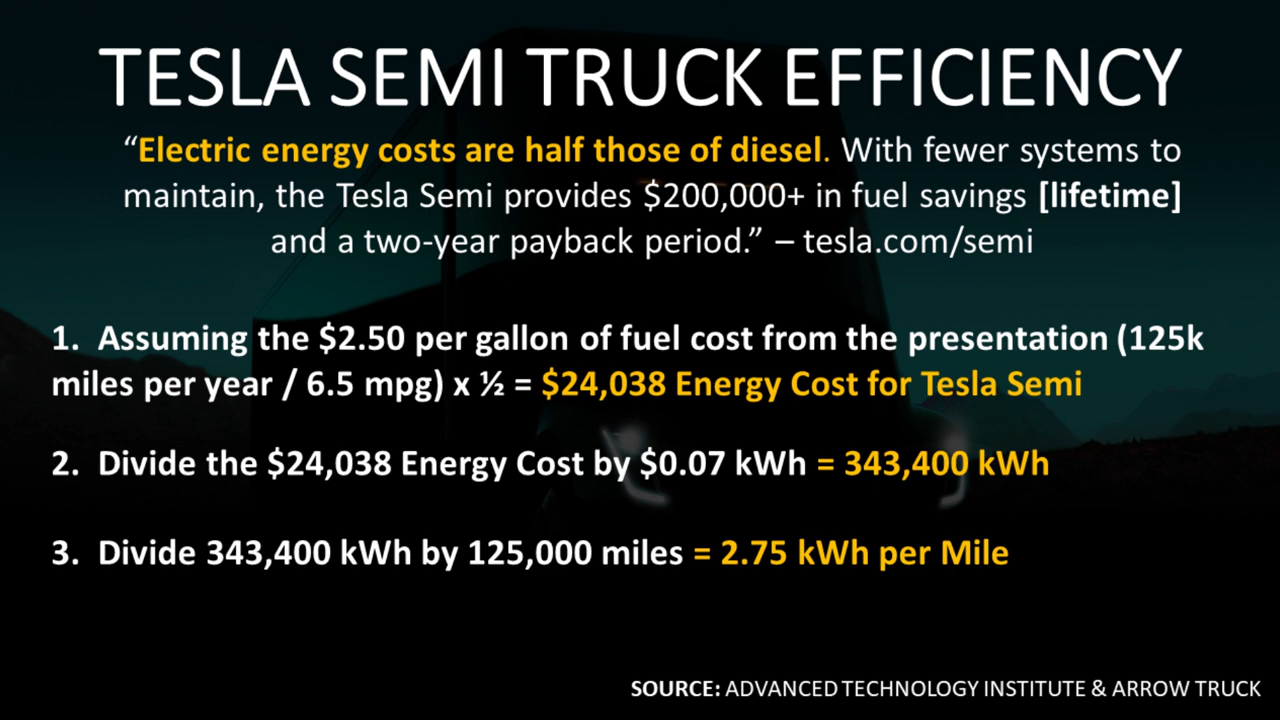 TESLA SEMI TRUCK EFFICIENCY
“Electric energy costs are half those of diesel. With fewer systems to
maintain, the Tesla Semi provides $200,000+ in fuel savings [lifetime]
and a two-year payback period.” – tesla.com/semi
1. Assuming the $2.50 per gallon of fuel cost from the presentation (125k
miles per year / 6.5 mpg) x ½ = $24,038 Energy Cost for Tesla Semi
2. Divide the $24,038 Energy Cost by $0.07 kWh = 343,400 kWh
3. Divide 343,400 kWh by 125,000 miles = 2.75 kWh per Mile
SOURCE: ADVANCED TECHNOLOGY INSTITUTE & ARROW TRUCK